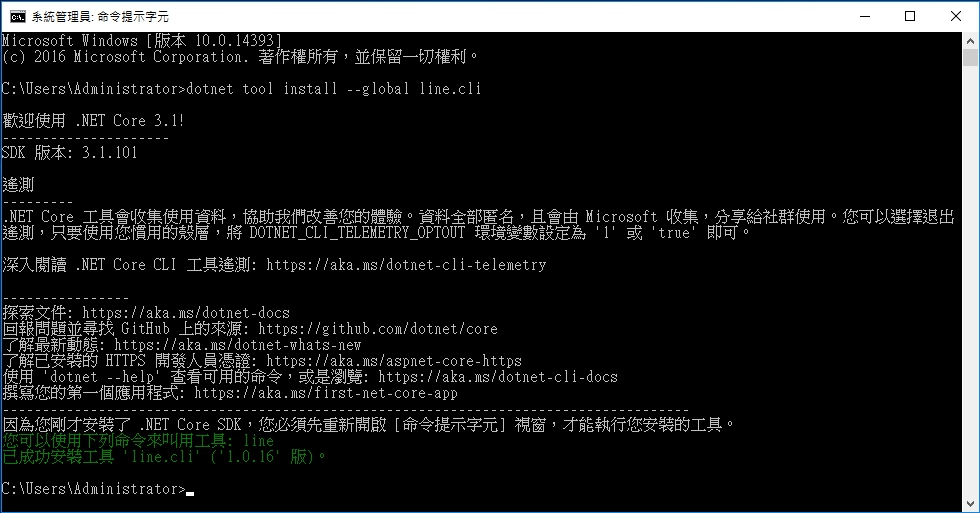 系統管理員: 命令提示字元
Microsoft Windows [版本 10.0.14393]
(c) 2016 Microsoft Corporation. 著作權所有，並保留一切權利。
C:\Users\Administrator>dotnet tool install --global line.cli
歡迎使用 .NET Core 3.1!
---------------------
SDK 版本: 3.1.101
遙測
---------
.NET Core 工具會收集使用資料，協助我們改善您的體驗。資料全部匿名，且會由 Microsoft 收集，分享給社群使用。您可以選擇退出
遙測，只要使用您慣用的殼層，將 DOTNET_CLI_TELEMETRY_OPTOUT 環境變數設定為 '1' 或 'true' 即可。
深入閱讀 .NET Core CLI 工具遙測: https://aka.ms/dotnet-cli-telemetry
----------------
探索文件: https://aka.ms/dotnet-docs
回報問題並尋找 GitHub 上的來源: https://github.com/dotnet/core
了解最新動態: https://aka.ms/dotnet-whats-new
了解已安裝的 HTTPS 開發人員憑證: https://aka.ms/aspnet-core-https
使用 'dotnet --help' 查看可用的命令，或是瀏覽: https://aka.ms/dotnet-cli-docs
撰寫您的第一個應用程式: https://aka.ms/first-net-core-app
--------------------------------------------------------------------------------------
因為您剛才安裝了 .NET Core SDK，您必須先重新開啟 [命令提示字元] 視窗，才能執行您安裝的工具。
您可以使用下列命令來叫用工具: line
已成功安裝工具 'line.cli' ('1.0.16' 版)。
C:\Users\Administrator>